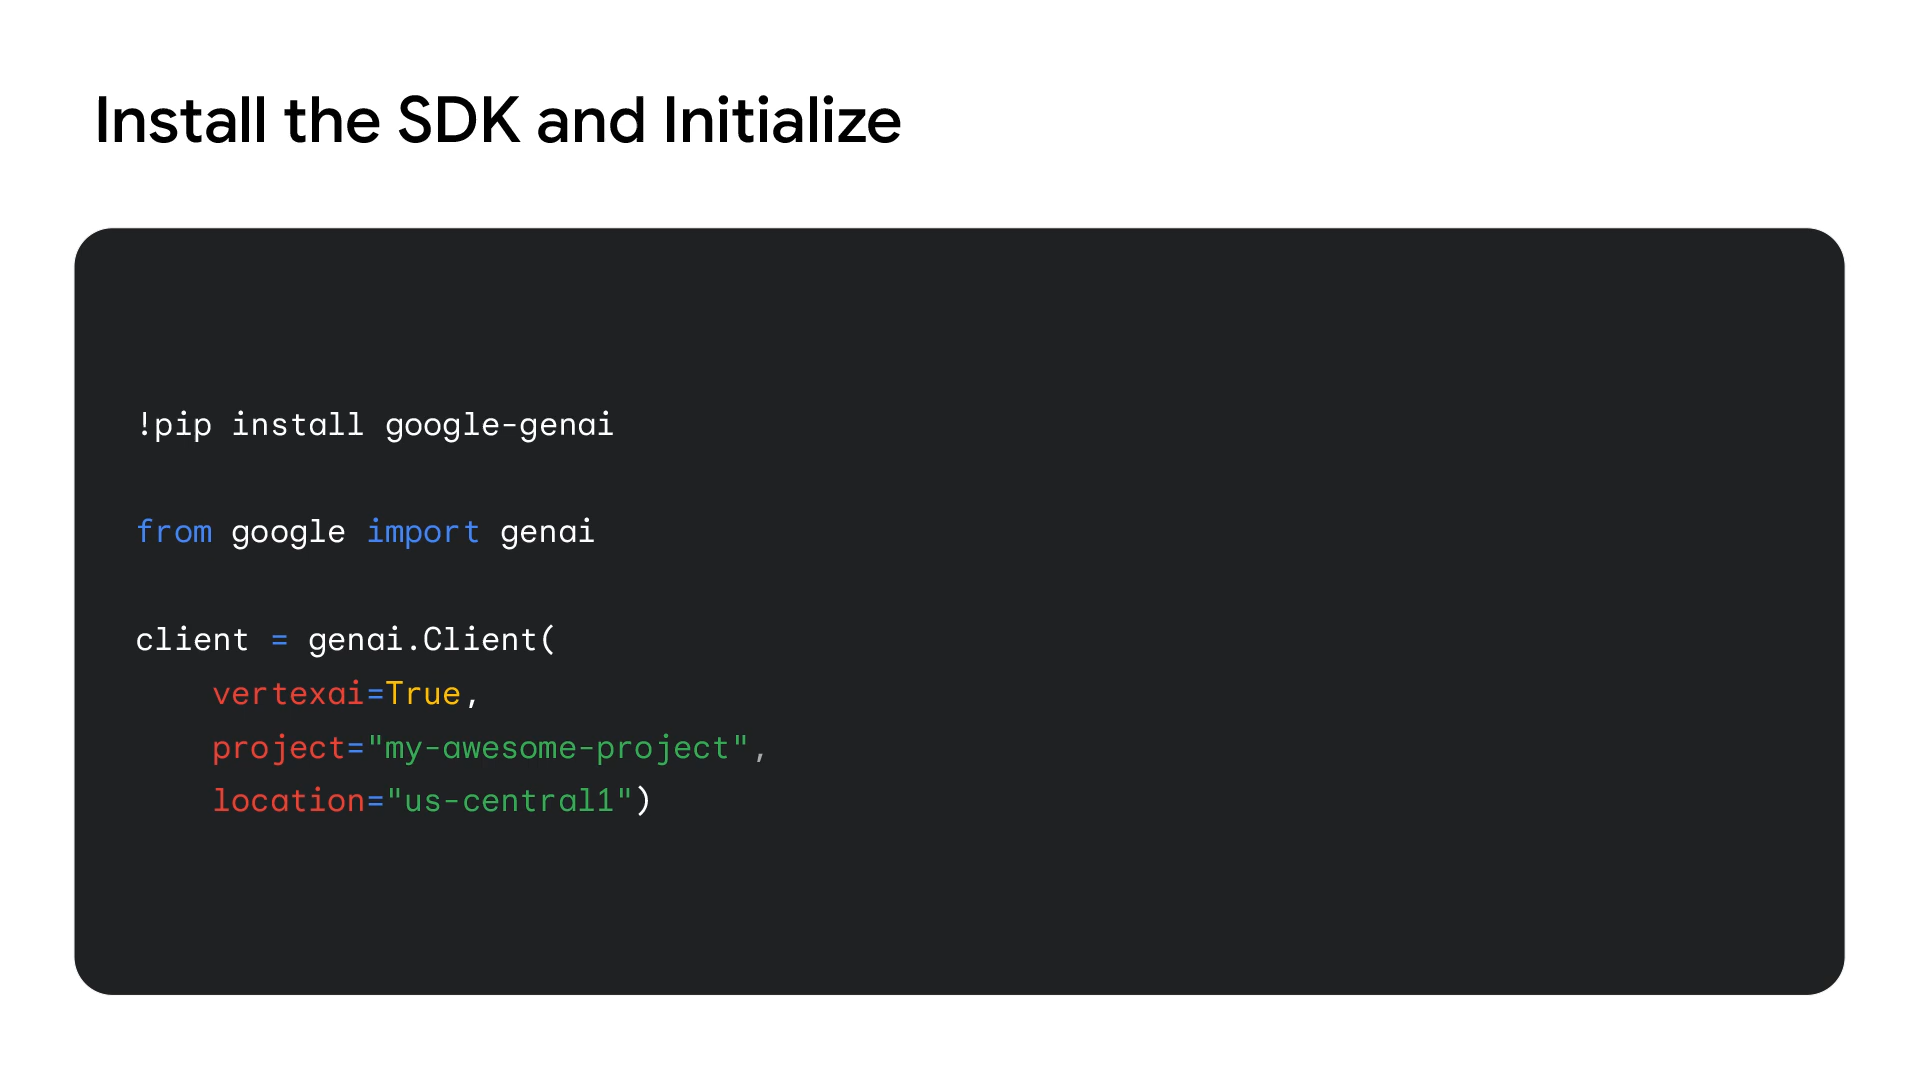 Install the SDK and Initialize
!pip install google-genai
from google import genai
client = genai.Client(
    vertexai=True,
    project="my-awesome-project",
    location="us-central1")